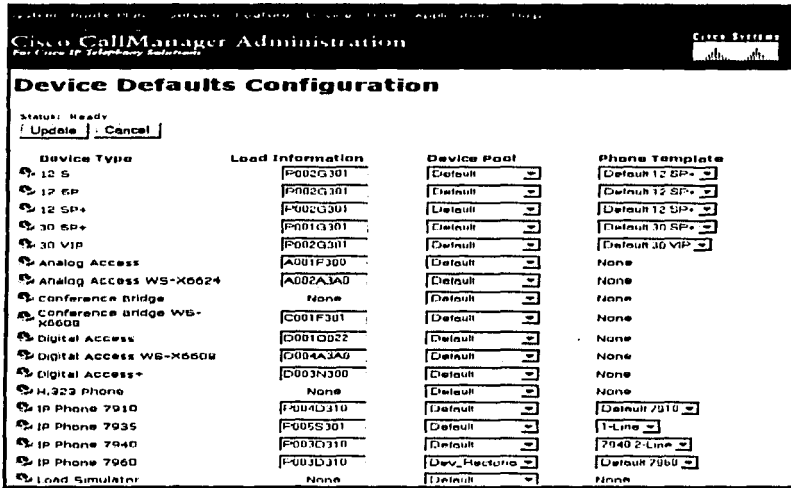 Cisco CallManager Administration
For Cisco IP Telephony Solutions
Cisco Systems
Device Defaults Configuration
Status: Ready
Update Cancel
Device Type Load Information Device Pool Phone Template
12 S P002G301 Default Default 12 SP+
12 SP P002G301 Default Default 12 SP+
12 SP+ P002G301 Default Default 12 SP+
30 SP+ P001G301 Default Default 30 SP+
30 VIP P002G301 Default Default 30 VIP
Analog Access A001F300 Default None
Analog Access WS-X6624 A002A3A0 Default None
Conference Bridge None Default None
Conference Bridge WS-X6608 C001F301 Default None
Digital Access D001Q022 Default None
Digital Access WS-X6608 D004A3A0 Default None
Digital Access+ D003N300 Default None
H.323 Phone None Default None
IP Phone 7910 P004D310 Default Default 7910
IP Phone 7935 P005S301 Default 1-Line
IP Phone 7940 P003D310 Default 7940 2-Line
IP Phone 7960 P003D310 Dev_Rectoria Default 7960
Load Simulator None Default None